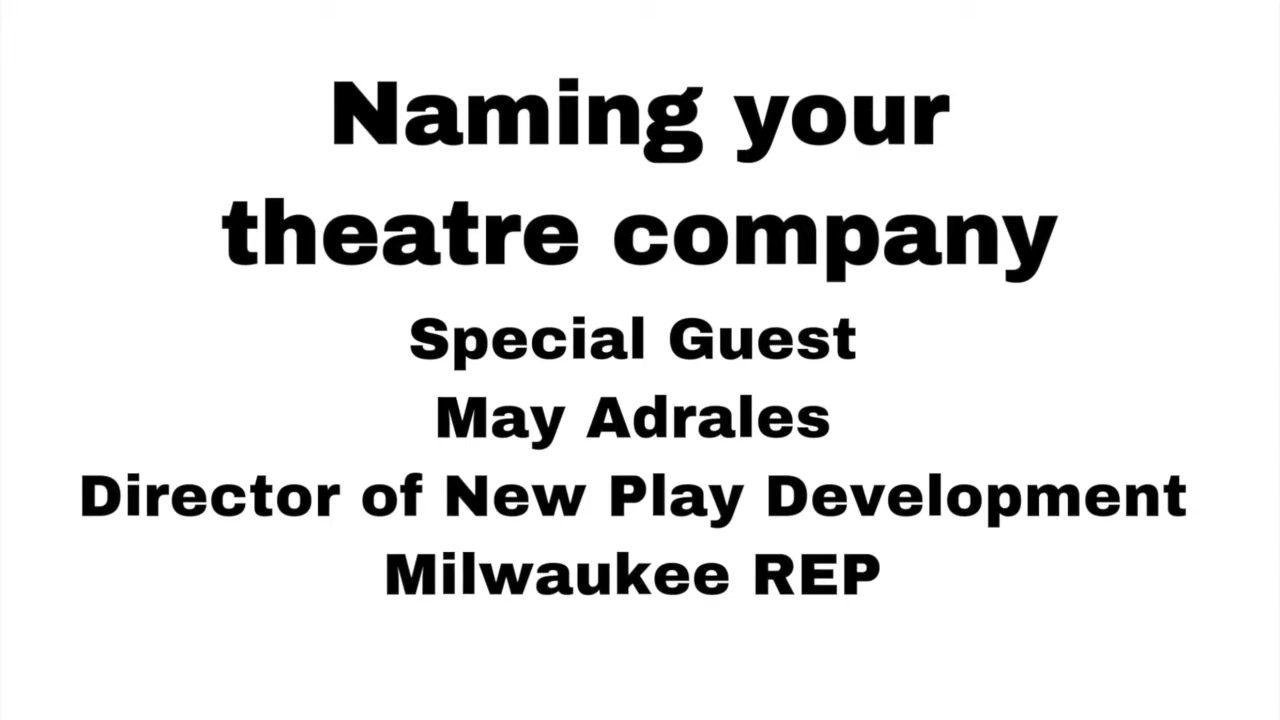 Naming your
theatre company
Special Guest
May Adrales
Director of New Play Development
Milwaukee REP